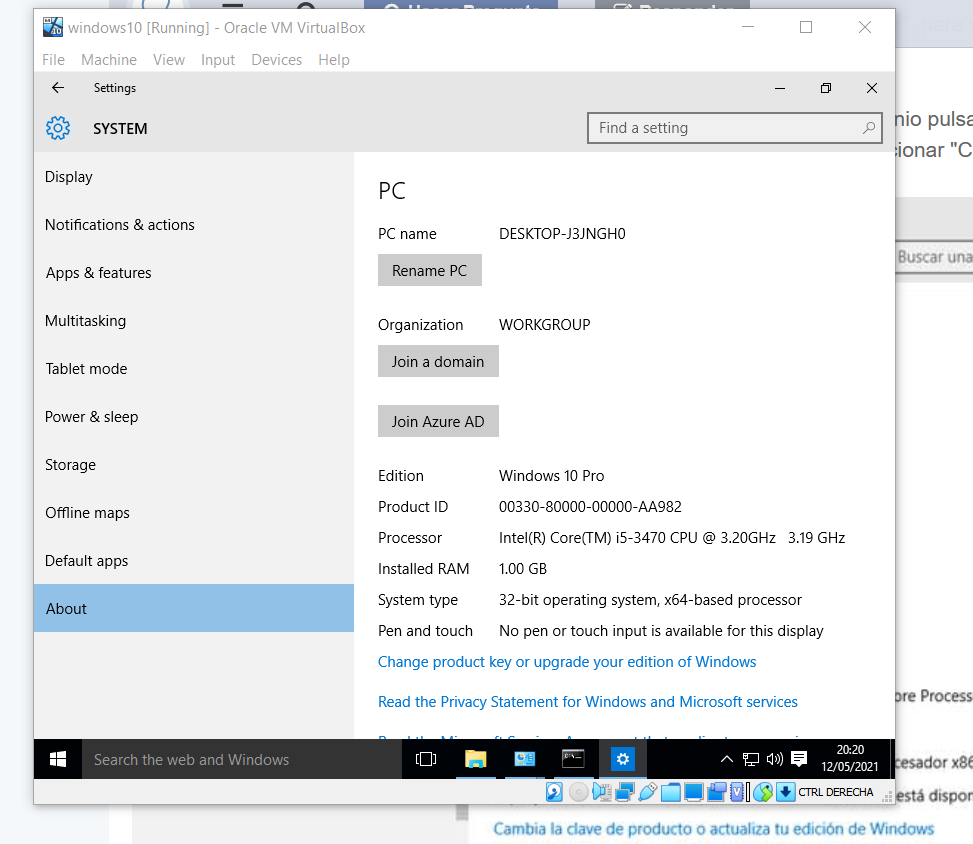 windows10 [Running] - Oracle VM VirtualBox
File Machine View Input Devices Help
Settings
SYSTEM
Find a setting
Display
Notifications & actions
Apps & features
Multitasking
Tablet mode
Power & sleep
Storage
Offline maps
Default apps
About
PC
PC name DESKTOP-J3JNGH0
Rename PC
Organization WORKGROUP
Join a domain
Join Azure AD
Edition Windows 10 Pro
Product ID 00330-80000-00000-AA982
Processor Intel(R) Core(TM) i5-3470 CPU @ 3.20GHz 3.19 GHz
Installed RAM 1.00 GB
System type 32-bit operating system, x64-based processor
Pen and touch No pen or touch input is available for this display
Change product key or upgrade your edition of Windows
Read the Privacy Statement for Windows and Microsoft services
Search the web and Windows
20:20
12/05/2021
CTRL DERECHA
nio pulsa
cionar "C
Buscar una
ore Process
cesador x86
está dispon
Cambia la clave de producto o actualiza tu edición de Windows